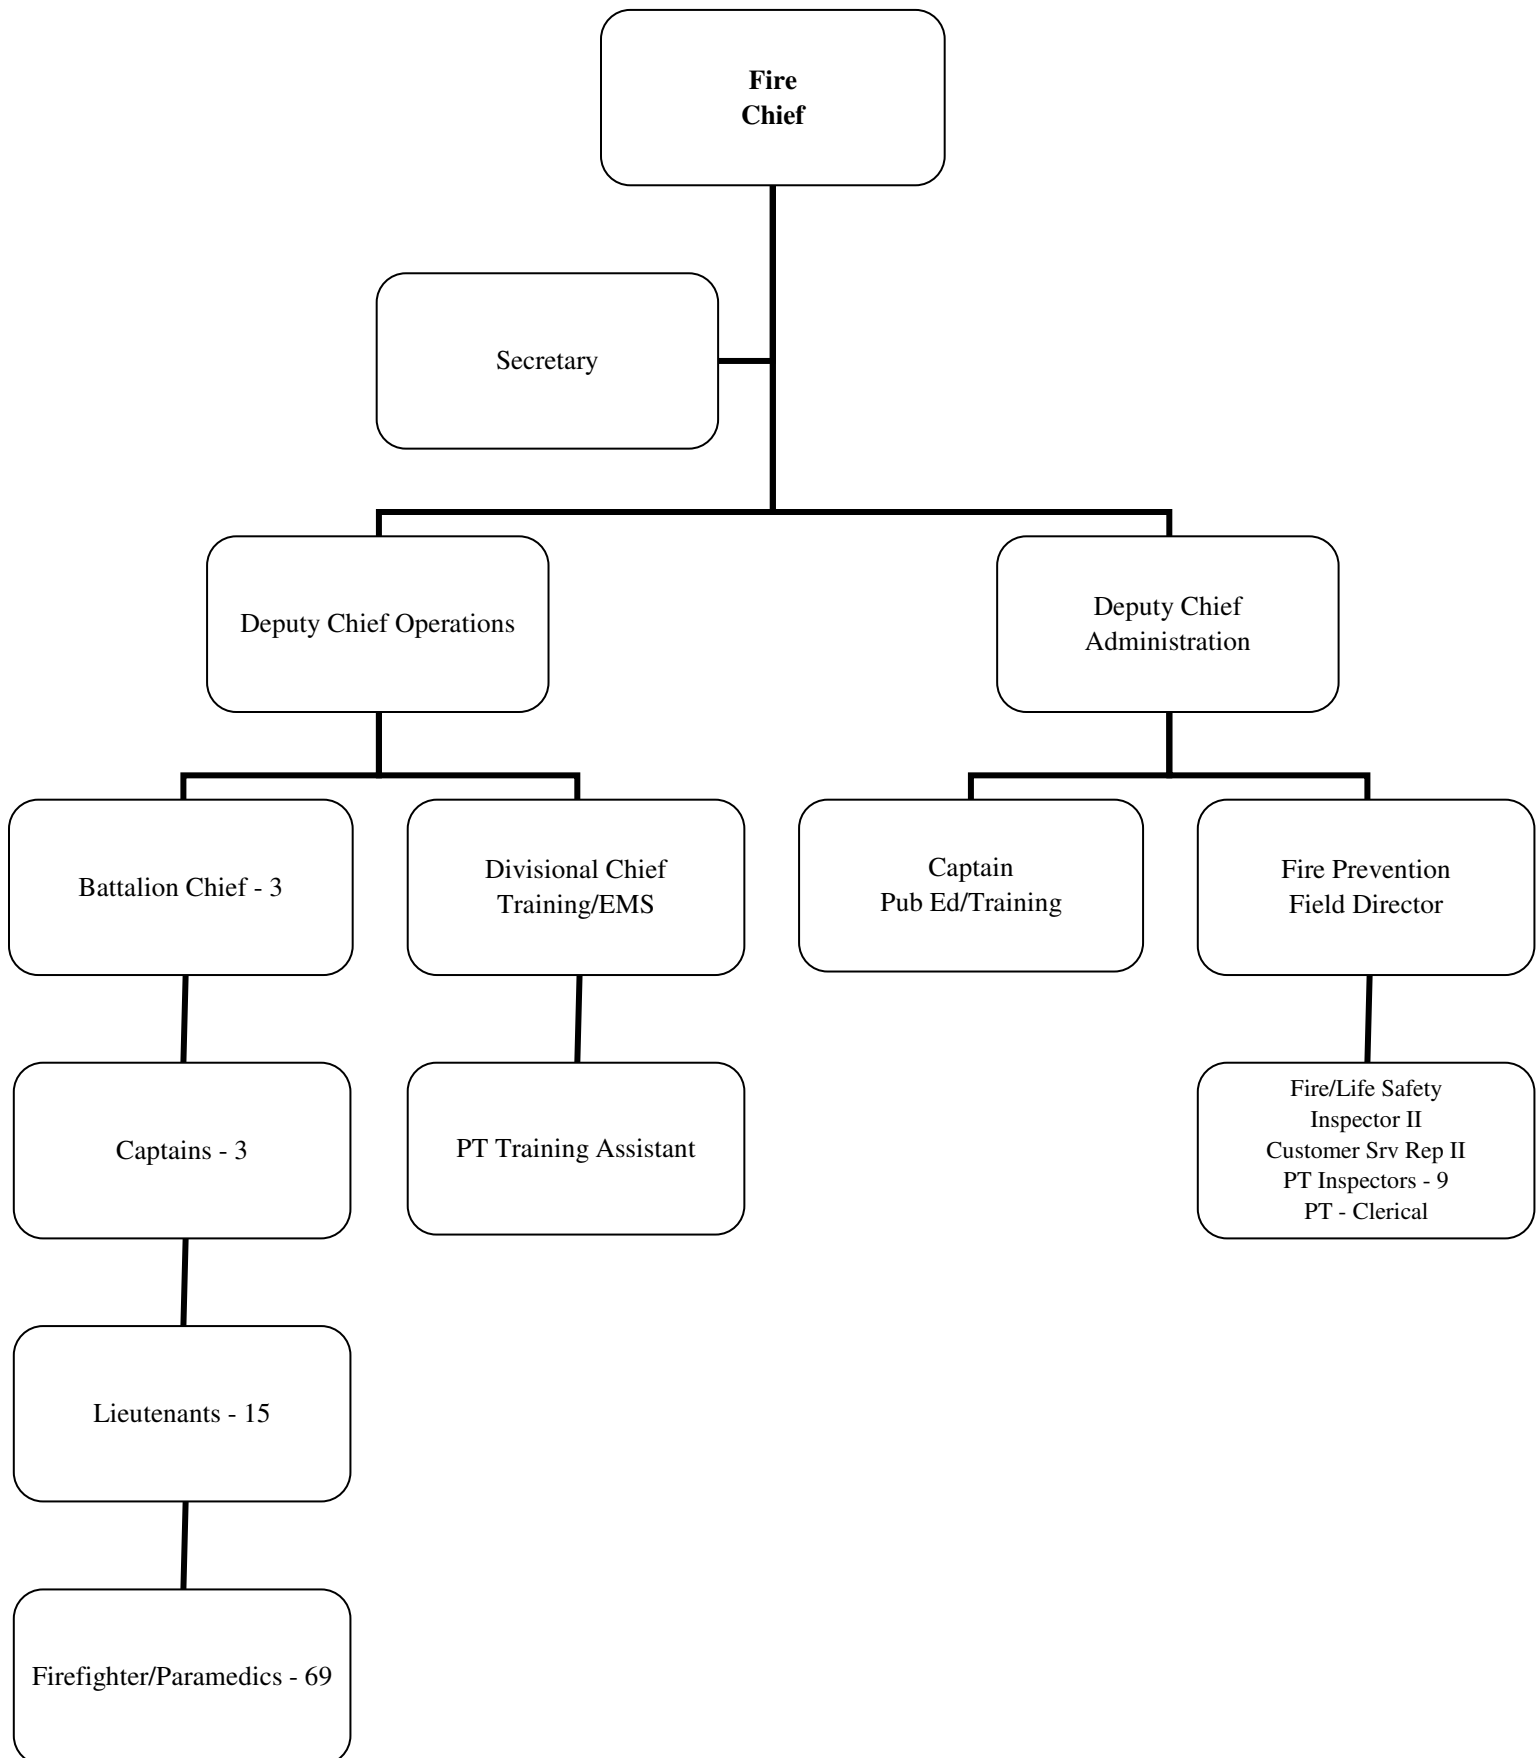 Fire
Chief
Secretary
Deputy Chief Operations
Deputy Chief
Administration
Battalion Chief - 3
Divisional Chief
Training/EMS
Captain
Pub Ed/Training
Fire Prevention
Field Director
Captains - 3
PT Training Assistant
Fire/Life Safety
Inspector II
Customer Srv Rep II
PT Inspectors - 9
PT - Clerical
Lieutenants - 15
Firefighter/Paramedics - 69